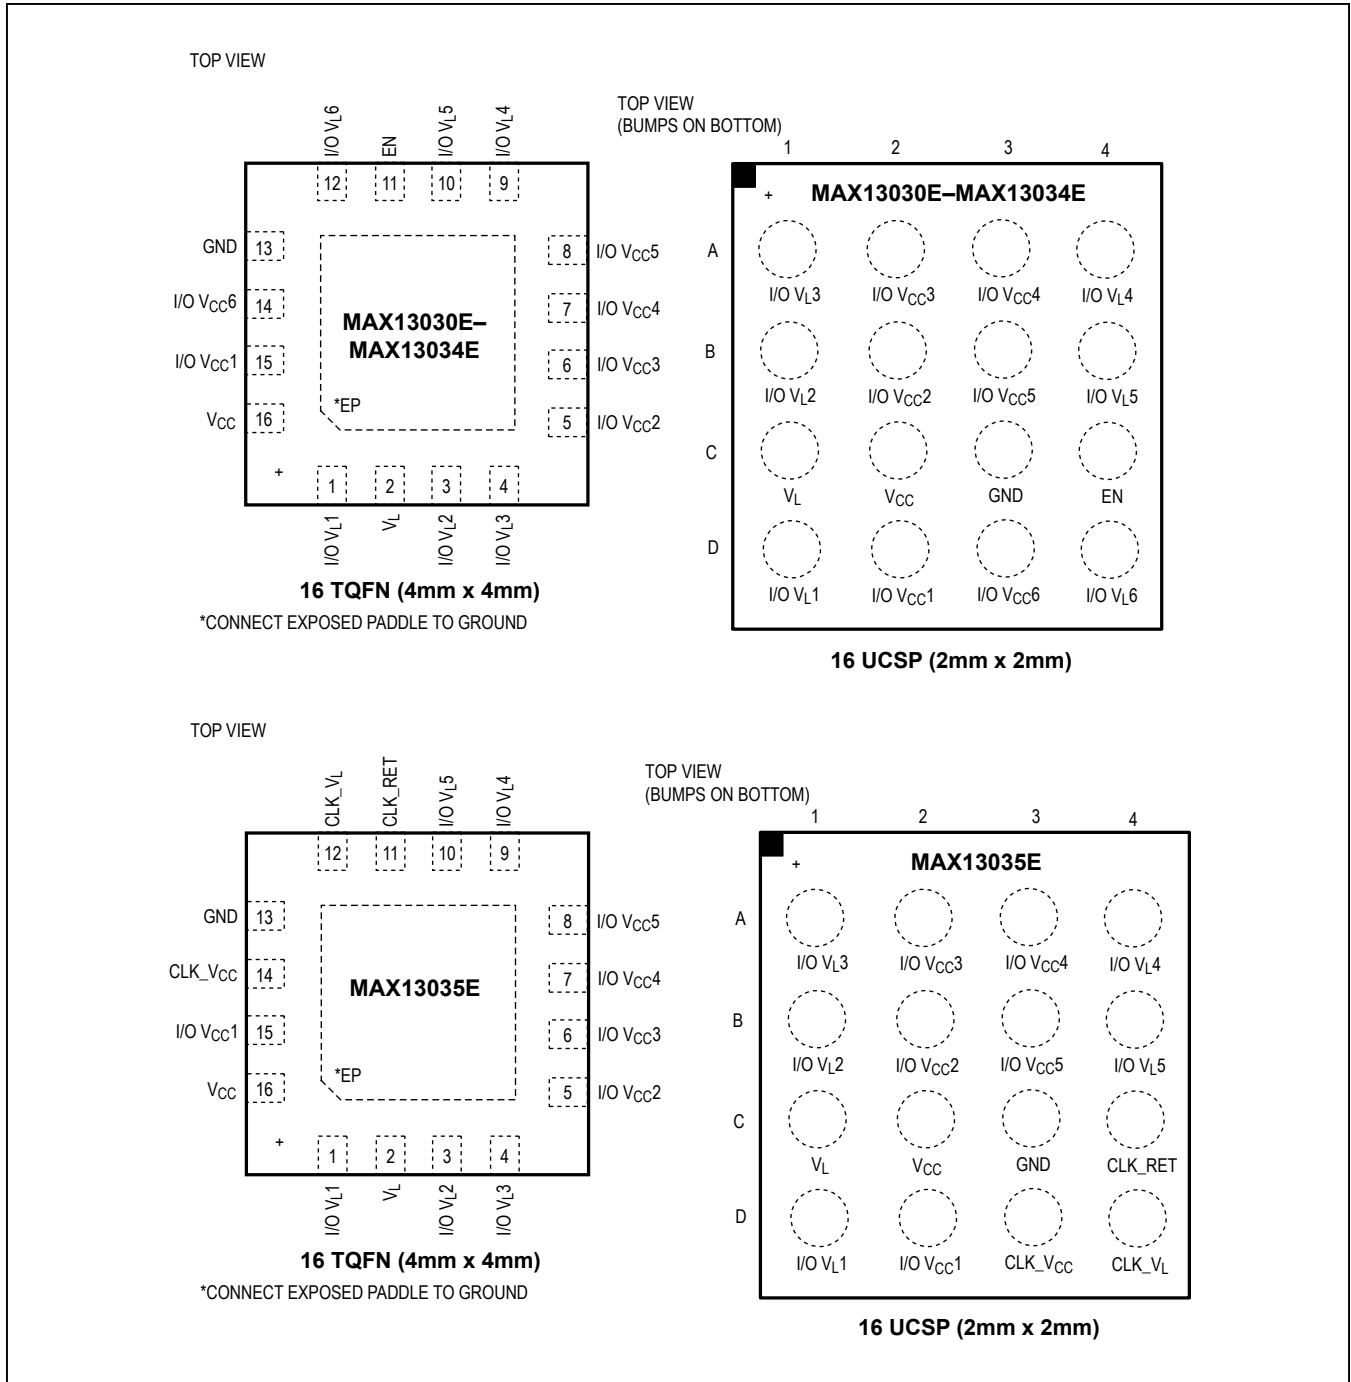 TOP VIEW
I/O VL6
EN
I/O VL5
I/O VL4
12
11
10
9
GND 13
I/O VCC6 14
I/O VCC1 15
VCC 16
8 I/O VCC5
7 I/O VCC4
6 I/O VCC3
5 I/O VCC2
MAX13030E–
MAX13034E
*EP
+
1
2
3
4
I/O VL1
VL
I/O VL2
I/O VL3
16 TQFN (4mm x 4mm)
*CONNECT EXPOSED PADDLE TO GROUND
TOP VIEW
(BUMPS ON BOTTOM)
1 2 3 4
+ MAX13030E–MAX13034E
A
I/O VL3 I/O VCC3 I/O VCC4 I/O VL4
B
I/O VL2 I/O VCC2 I/O VCC5 I/O VL5
C
VL VCC GND EN
D
I/O VL1 I/O VCC1 I/O VCC6 I/O VL6
16 UCSP (2mm x 2mm)
TOP VIEW
CLK_VL
CLK_RET
I/O VL5
I/O VL4
12
11
10
9
GND 13
CLK_VCC 14
I/O VCC1 15
VCC 16
8 I/O VCC5
7 I/O VCC4
6 I/O VCC3
5 I/O VCC2
MAX13035E
*EP
+
1
2
3
4
I/O VL1
VL
I/O VL2
I/O VL3
16 TQFN (4mm x 4mm)
*CONNECT EXPOSED PADDLE TO GROUND
TOP VIEW
(BUMPS ON BOTTOM)
1 2 3 4
+ MAX13035E
A
I/O VL3 I/O VCC3 I/O VCC4 I/O VL4
B
I/O VL2 I/O VCC2 I/O VCC5 I/O VL5
C
VL VCC GND CLK_RET
D
I/O VL1 I/O VCC1 CLK_VCC CLK_VL
16 UCSP (2mm x 2mm)